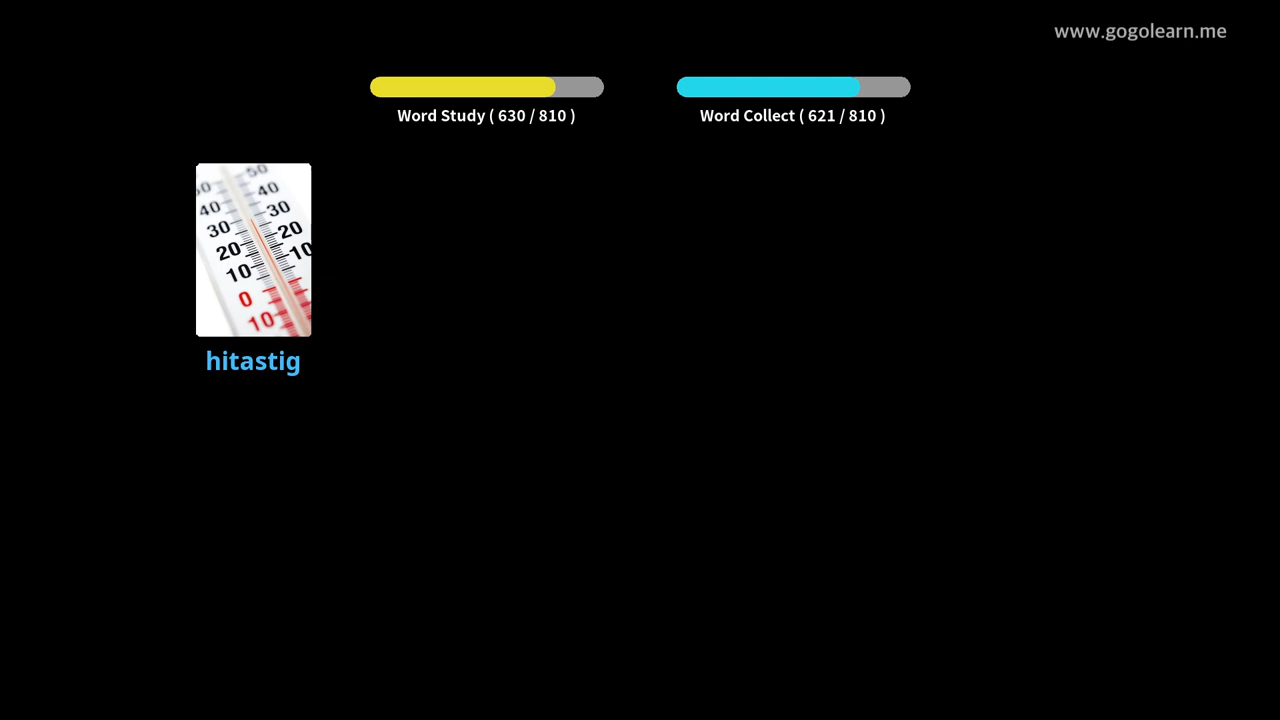 www.gogolearn.me
Word Study ( 630 / 810 )
Word Collect ( 621 / 810 )
50
50 40
40 30
30 20
20 10
10
0
10
hitastig